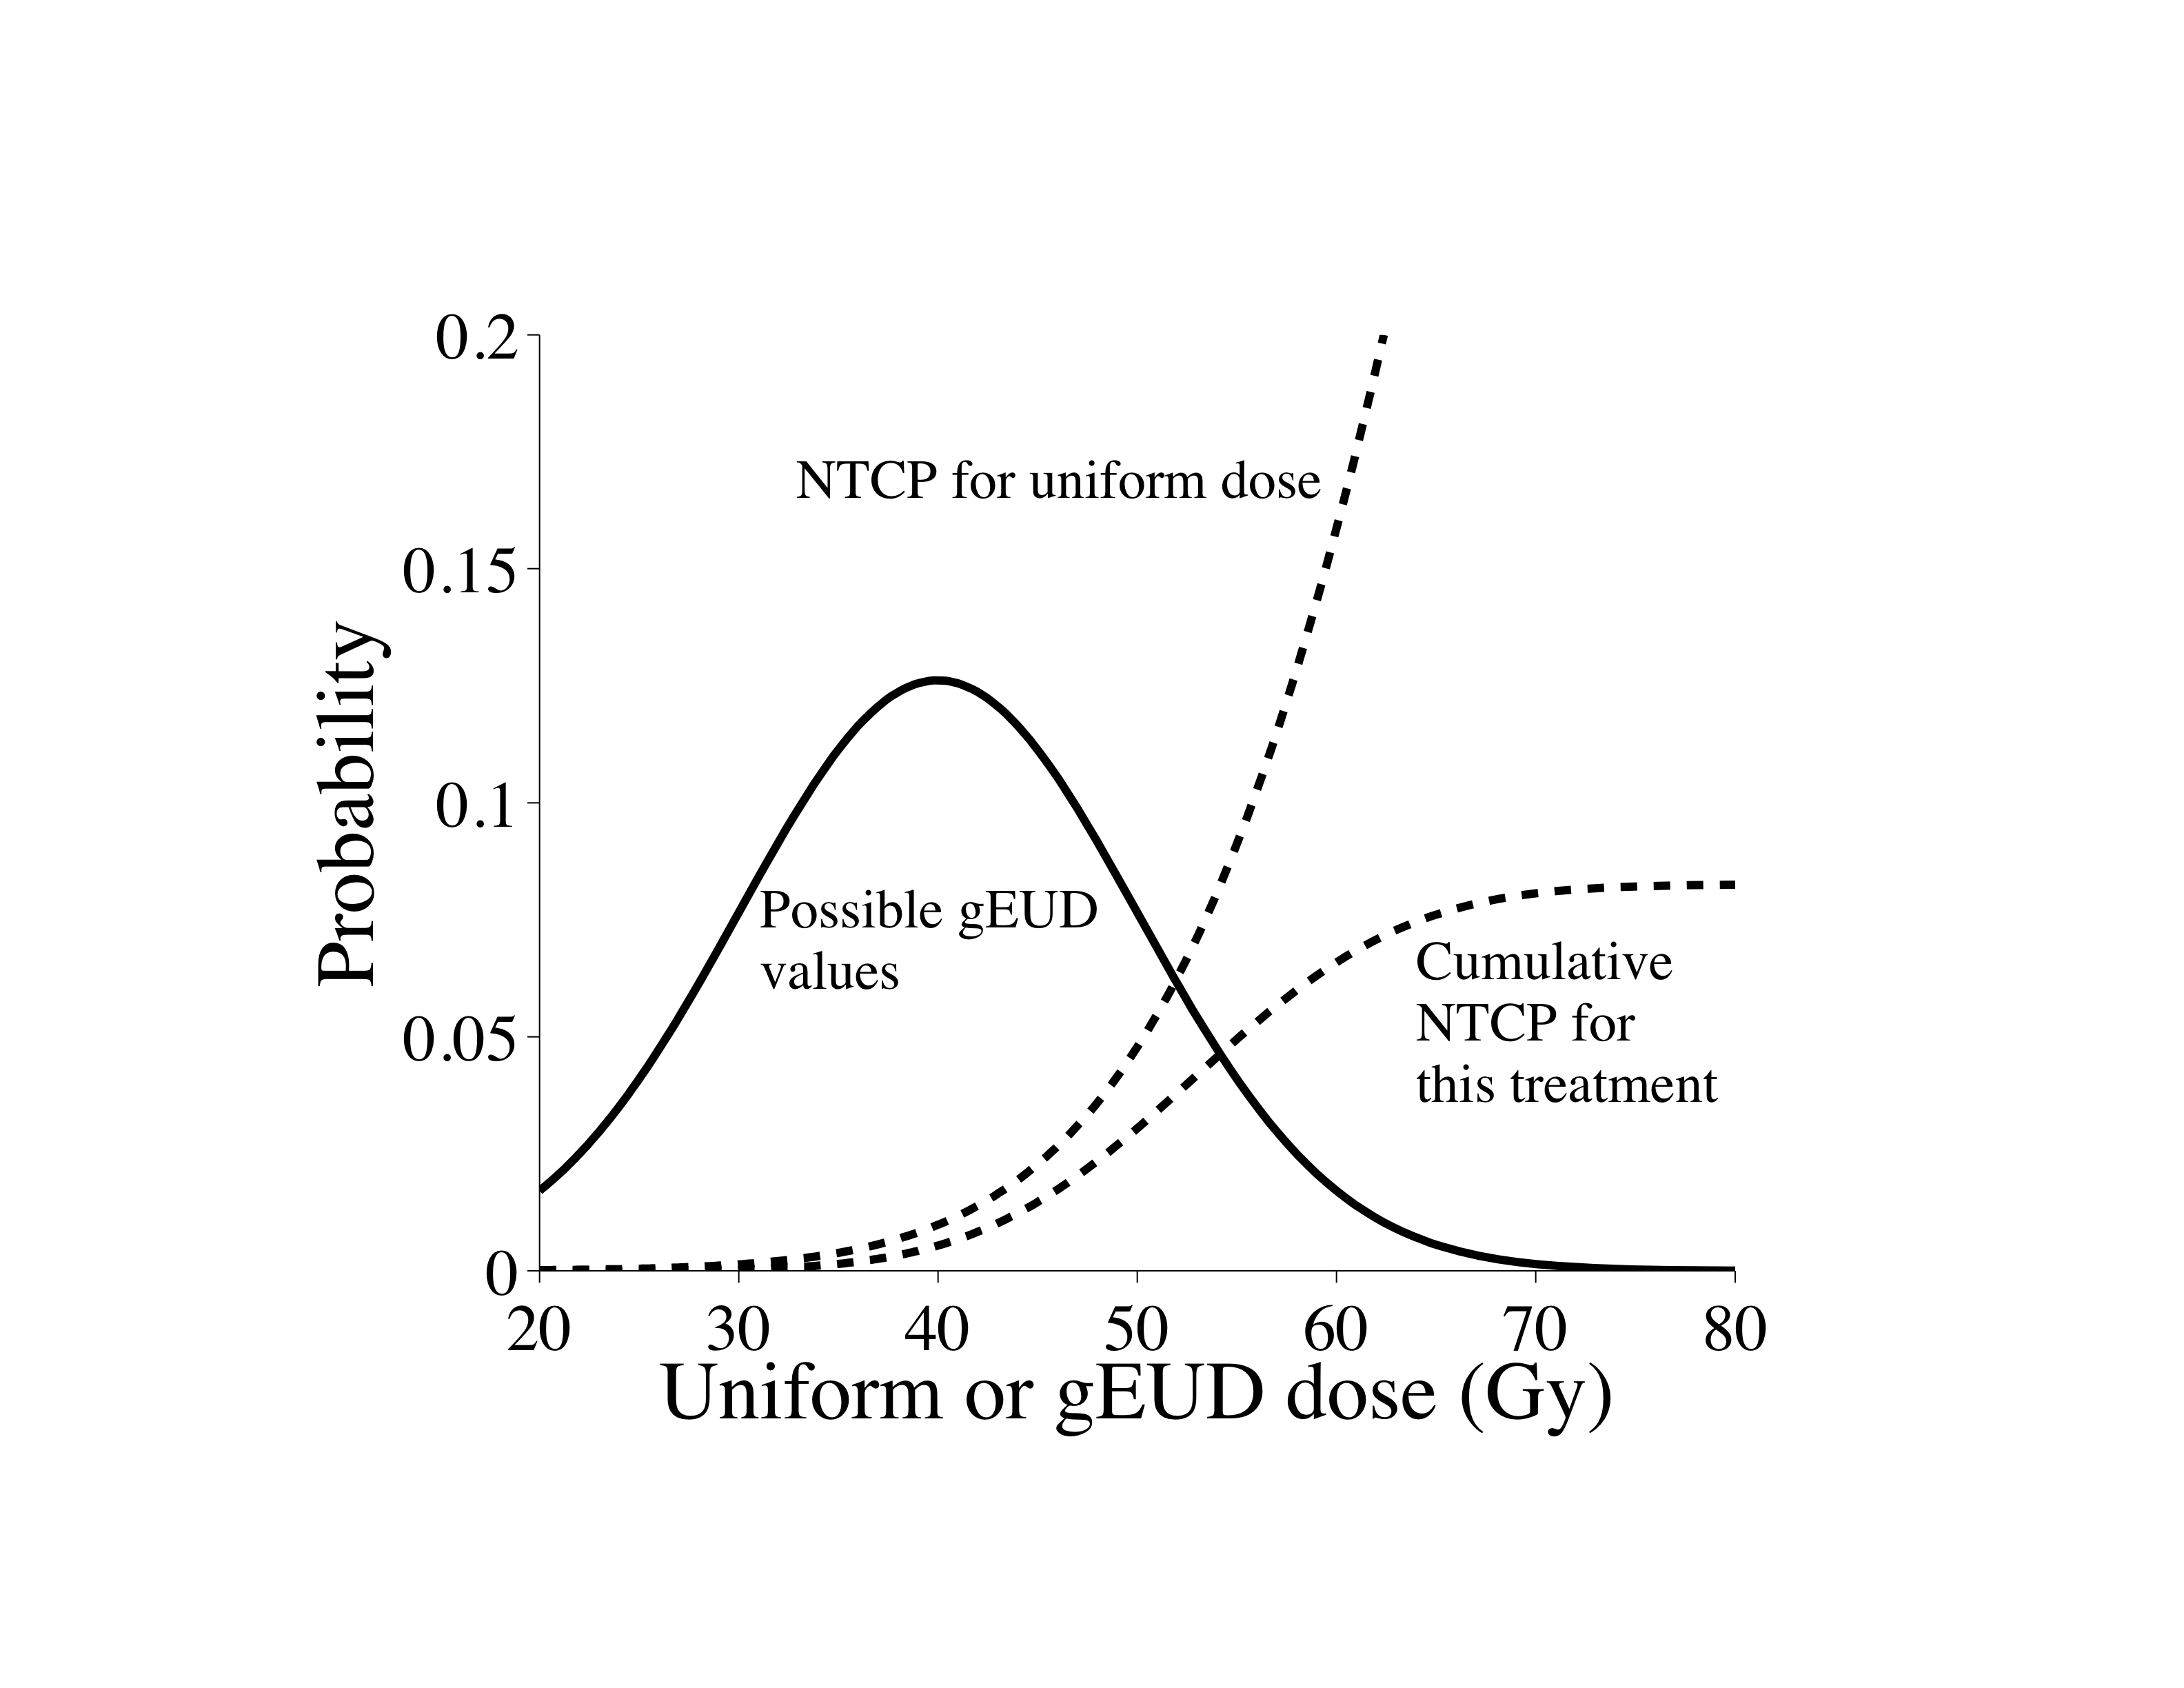 0.2
NTCP for uniform dose
0.15
Probability
0.1
Possible gEUD
values
Cumulative
NTCP for
this treatment
0.05
0
20 30 40 50 60 70 80
Uniform or gEUD dose (Gy)